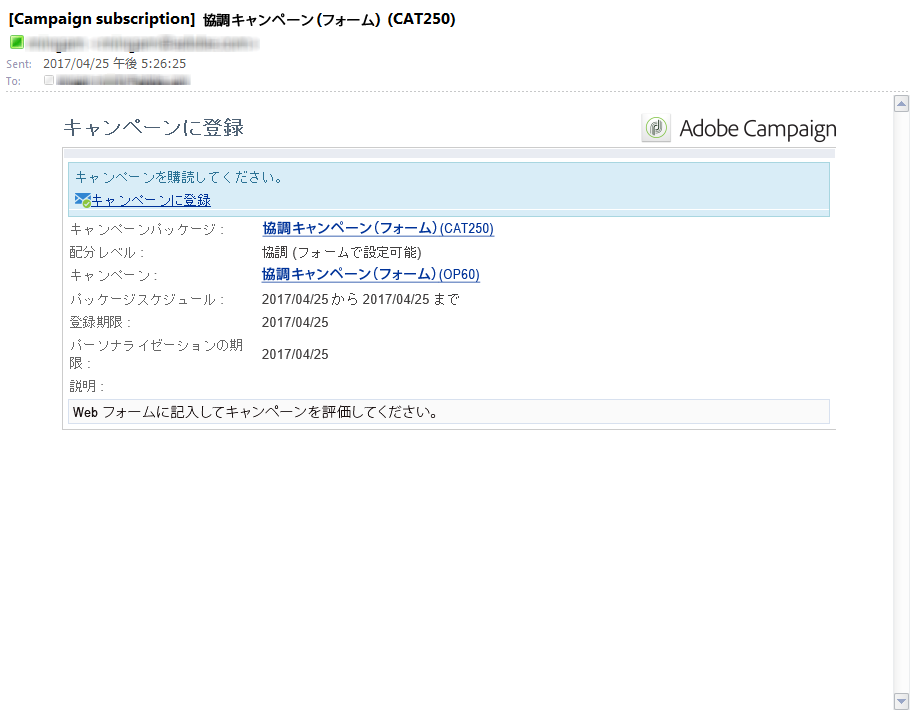 [Campaign subscription] 協調キャンペーン（フォーム） (CAT250)
Sent: 2017/04/25 午後 5:26:25
To:
キャンペーンに登録
Adobe Campaign
キャンペーンを購読してください。
キャンペーンに登録
キャンペーンパッケージ : 協調キャンペーン（フォーム） (CAT250)
配分レベル : 協調 (フォームで設定可能)
キャンペーン : 協調キャンペーン（フォーム） (OP60)
パッケージスケジュール : 2017/04/25 から 2017/04/25 まで
登録期限 : 2017/04/25
パーソナライゼーションの期
限 : 2017/04/25
説明 :
Web フォームに記入してキャンペーンを評価してください。